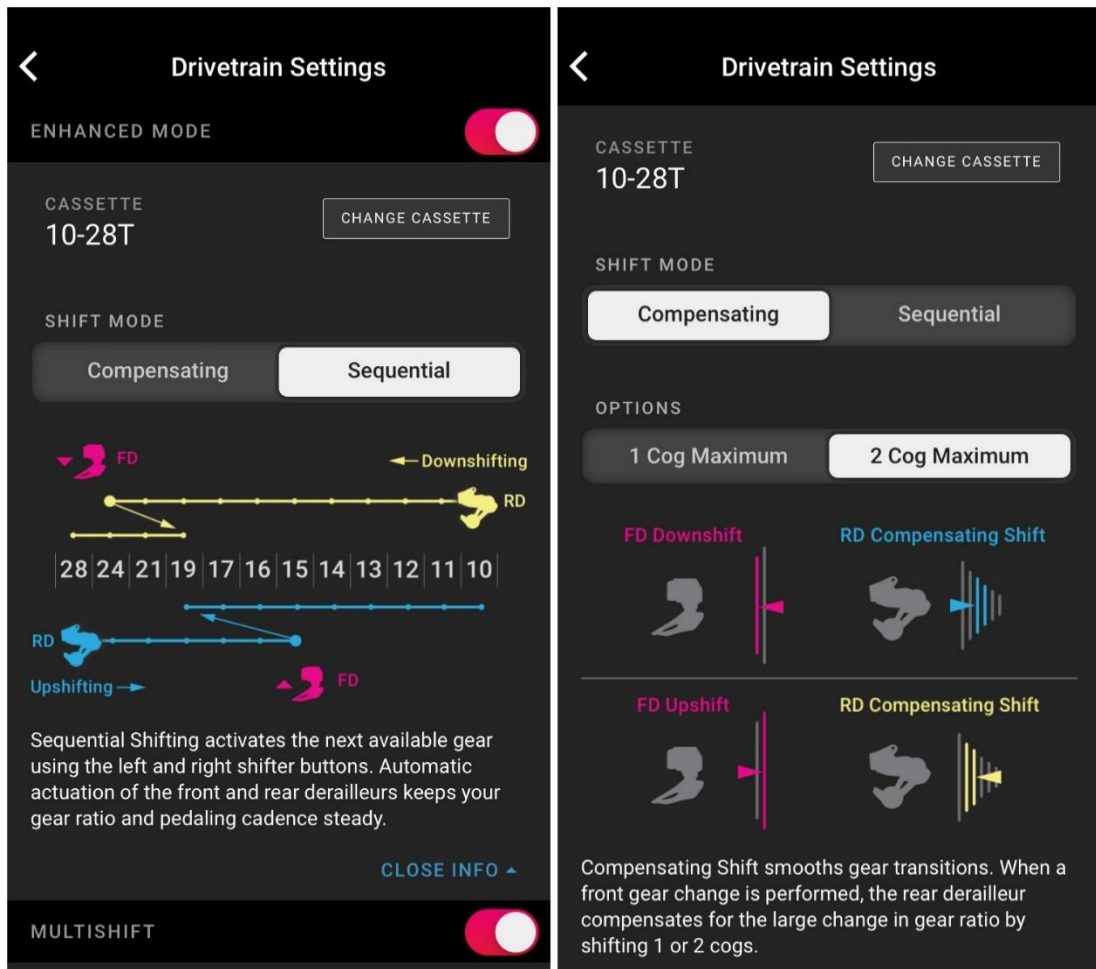 Drivetrain Settings
ENHANCED MODE
CASSETTE
10-28T
CHANGE CASSETTE
SHIFT MODE
Compensating
Sequential
FD
Downshifting
RD
28 24 21 19 17 16 15 14 13 12 11 10
RD
Upshifting
FD
Sequential Shifting activates the next available gear
using the left and right shifter buttons. Automatic
actuation of the front and rear derailleurs keeps your
gear ratio and pedaling cadence steady.
CLOSE INFO
MULTISHIFT
Drivetrain Settings
CASSETTE
10-28T
CHANGE CASSETTE
SHIFT MODE
Compensating
Sequential
OPTIONS
1 Cog Maximum
2 Cog Maximum
FD Downshift
RD Compensating Shift
FD Upshift
RD Compensating Shift
Compensating Shift smooths gear transitions. When a
front gear change is performed, the rear derailleur
compensates for the large change in gear ratio by
shifting 1 or 2 cogs.